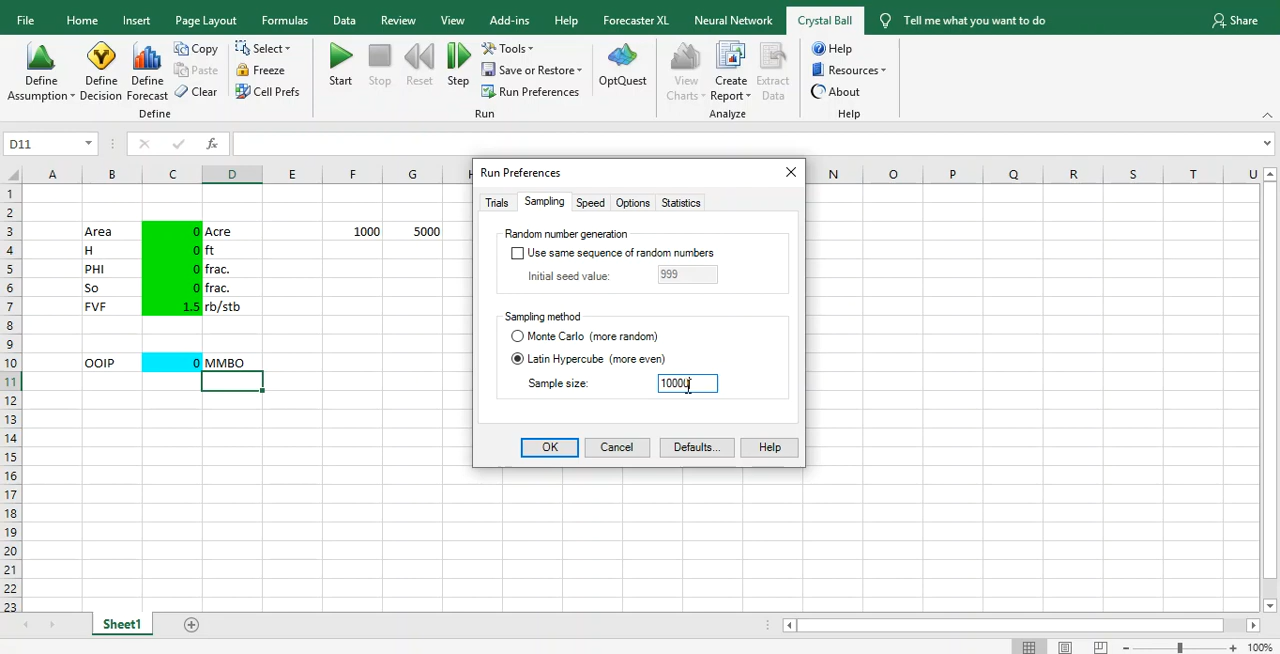 File Home Insert Page Layout Formulas Data Review View Add-ins Help Forecaster XL Neural Network Crystal Ball Tell me what you want to do Share
Define Assumption Define Decision Define Forecast Copy Paste Clear Select Freeze Cell Prefs Start Stop Reset Step Tools Save or Restore Run Preferences OptQuest View Charts Create Report Extract Data Help Resources About
Define Run Analyze Help
D11 fx
A B C D E F G H N O P Q R S T U
1
2
3 Area 0 Acre 1000 5000
4 H 0 ft
5 PHI 0 frac.
6 So 0 frac.
7 FVF 1.5 rb/stb
8
9
10 OOIP 0 MMBO
11
12
13
14
15
16
17
18
19
20
21
22
23
Run Preferences
Trials Sampling Speed Options Statistics
Random number generation
Use same sequence of random numbers
Initial seed value: 999
Sampling method
Monte Carlo (more random)
Latin Hypercube (more even)
Sample size: 10000
OK Cancel Defaults... Help
Sheet1
100%